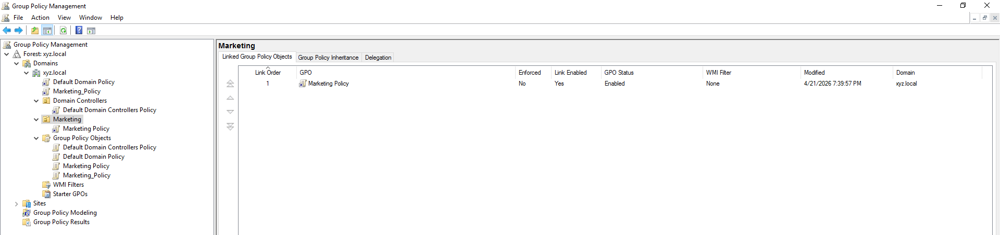 Group Policy Management
File Action View Window Help
Group Policy Management
Forest: xyz.local
Domains
xyz.local
Default Domain Policy
Marketing_Policy
Domain Controllers
Default Domain Controllers Policy
Marketing
Marketing Policy
Group Policy Objects
Default Domain Controllers Policy
Default Domain Policy
Marketing Policy
Marketing_Policy
WMI Filters
Starter GPOs
Sites
Group Policy Modeling
Group Policy Results
Marketing
Linked Group Policy Objects Group Policy Inheritance Delegation
Link Order GPO Enforced Link Enabled GPO Status WMI Filter Modified Domain
1 Marketing Policy No Yes Enabled None 4/21/2026 7:39:57 PM xyz.local